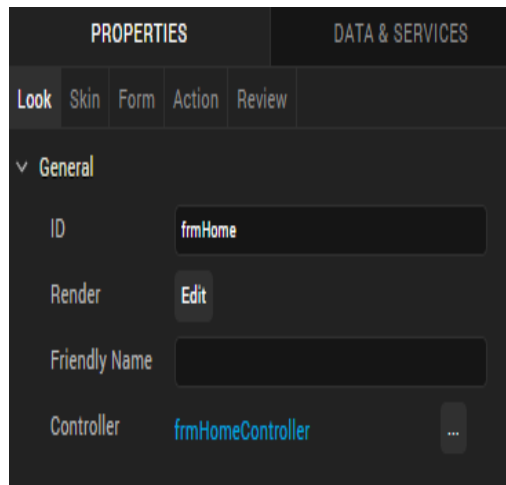 PROPERTIES DATA & SERVICES
Look Skin Form Action Review
General
ID frmHome
Render Edit
Friendly Name
Controller frmHomeController ...